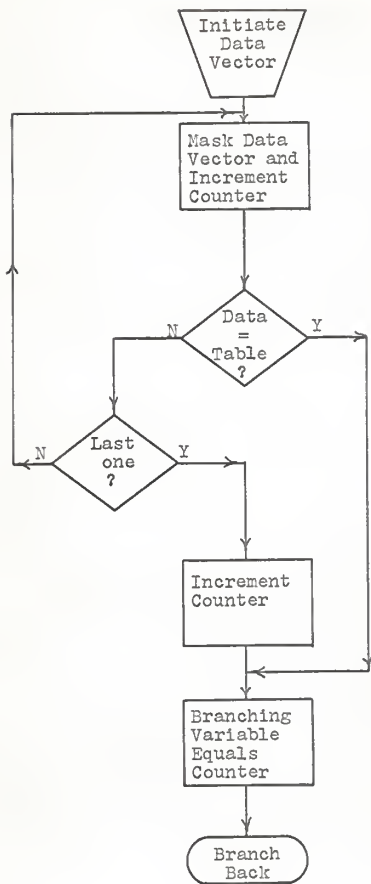 Initiate
Data
Vector
Mask Data
Vector and
Increment
Counter
Data
=
Table
?
N
Y
Last
one
?
N
Y
Increment
Counter
Branching
Variable
Equals
Counter
Branch
Back